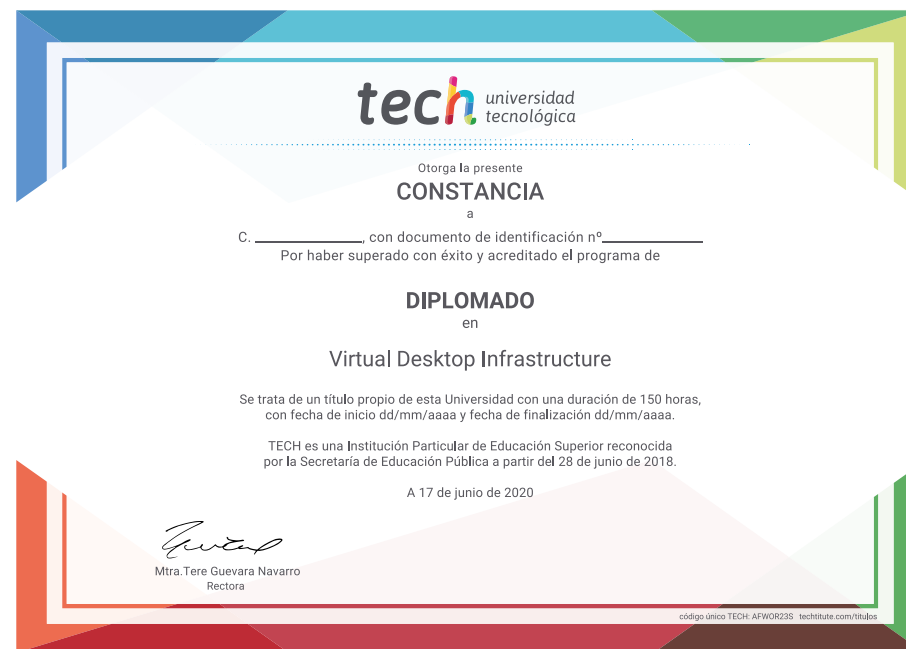 tech universidad
tecnológica
Otorga la presente
CONSTANCIA
a
C. ____________, con documento de identificación nº____________
Por haber superado con éxito y acreditado el programa de
DIPLOMADO
en
Virtual Desktop Infrastructure
Se trata de un título propio de esta Universidad con una duración de 150 horas,
con fecha de inicio dd/mm/aaaa y fecha de finalización dd/mm/aaaa.
TECH es una Institución Particular de Educación Superior reconocida
por la Secretaría de Educación Pública a partir del 28 de junio de 2018.
A 17 de junio de 2020
Mtra.Tere Guevara Navarro
Rectora
código único TECH: AFWOR23S techtitute.com/titulos